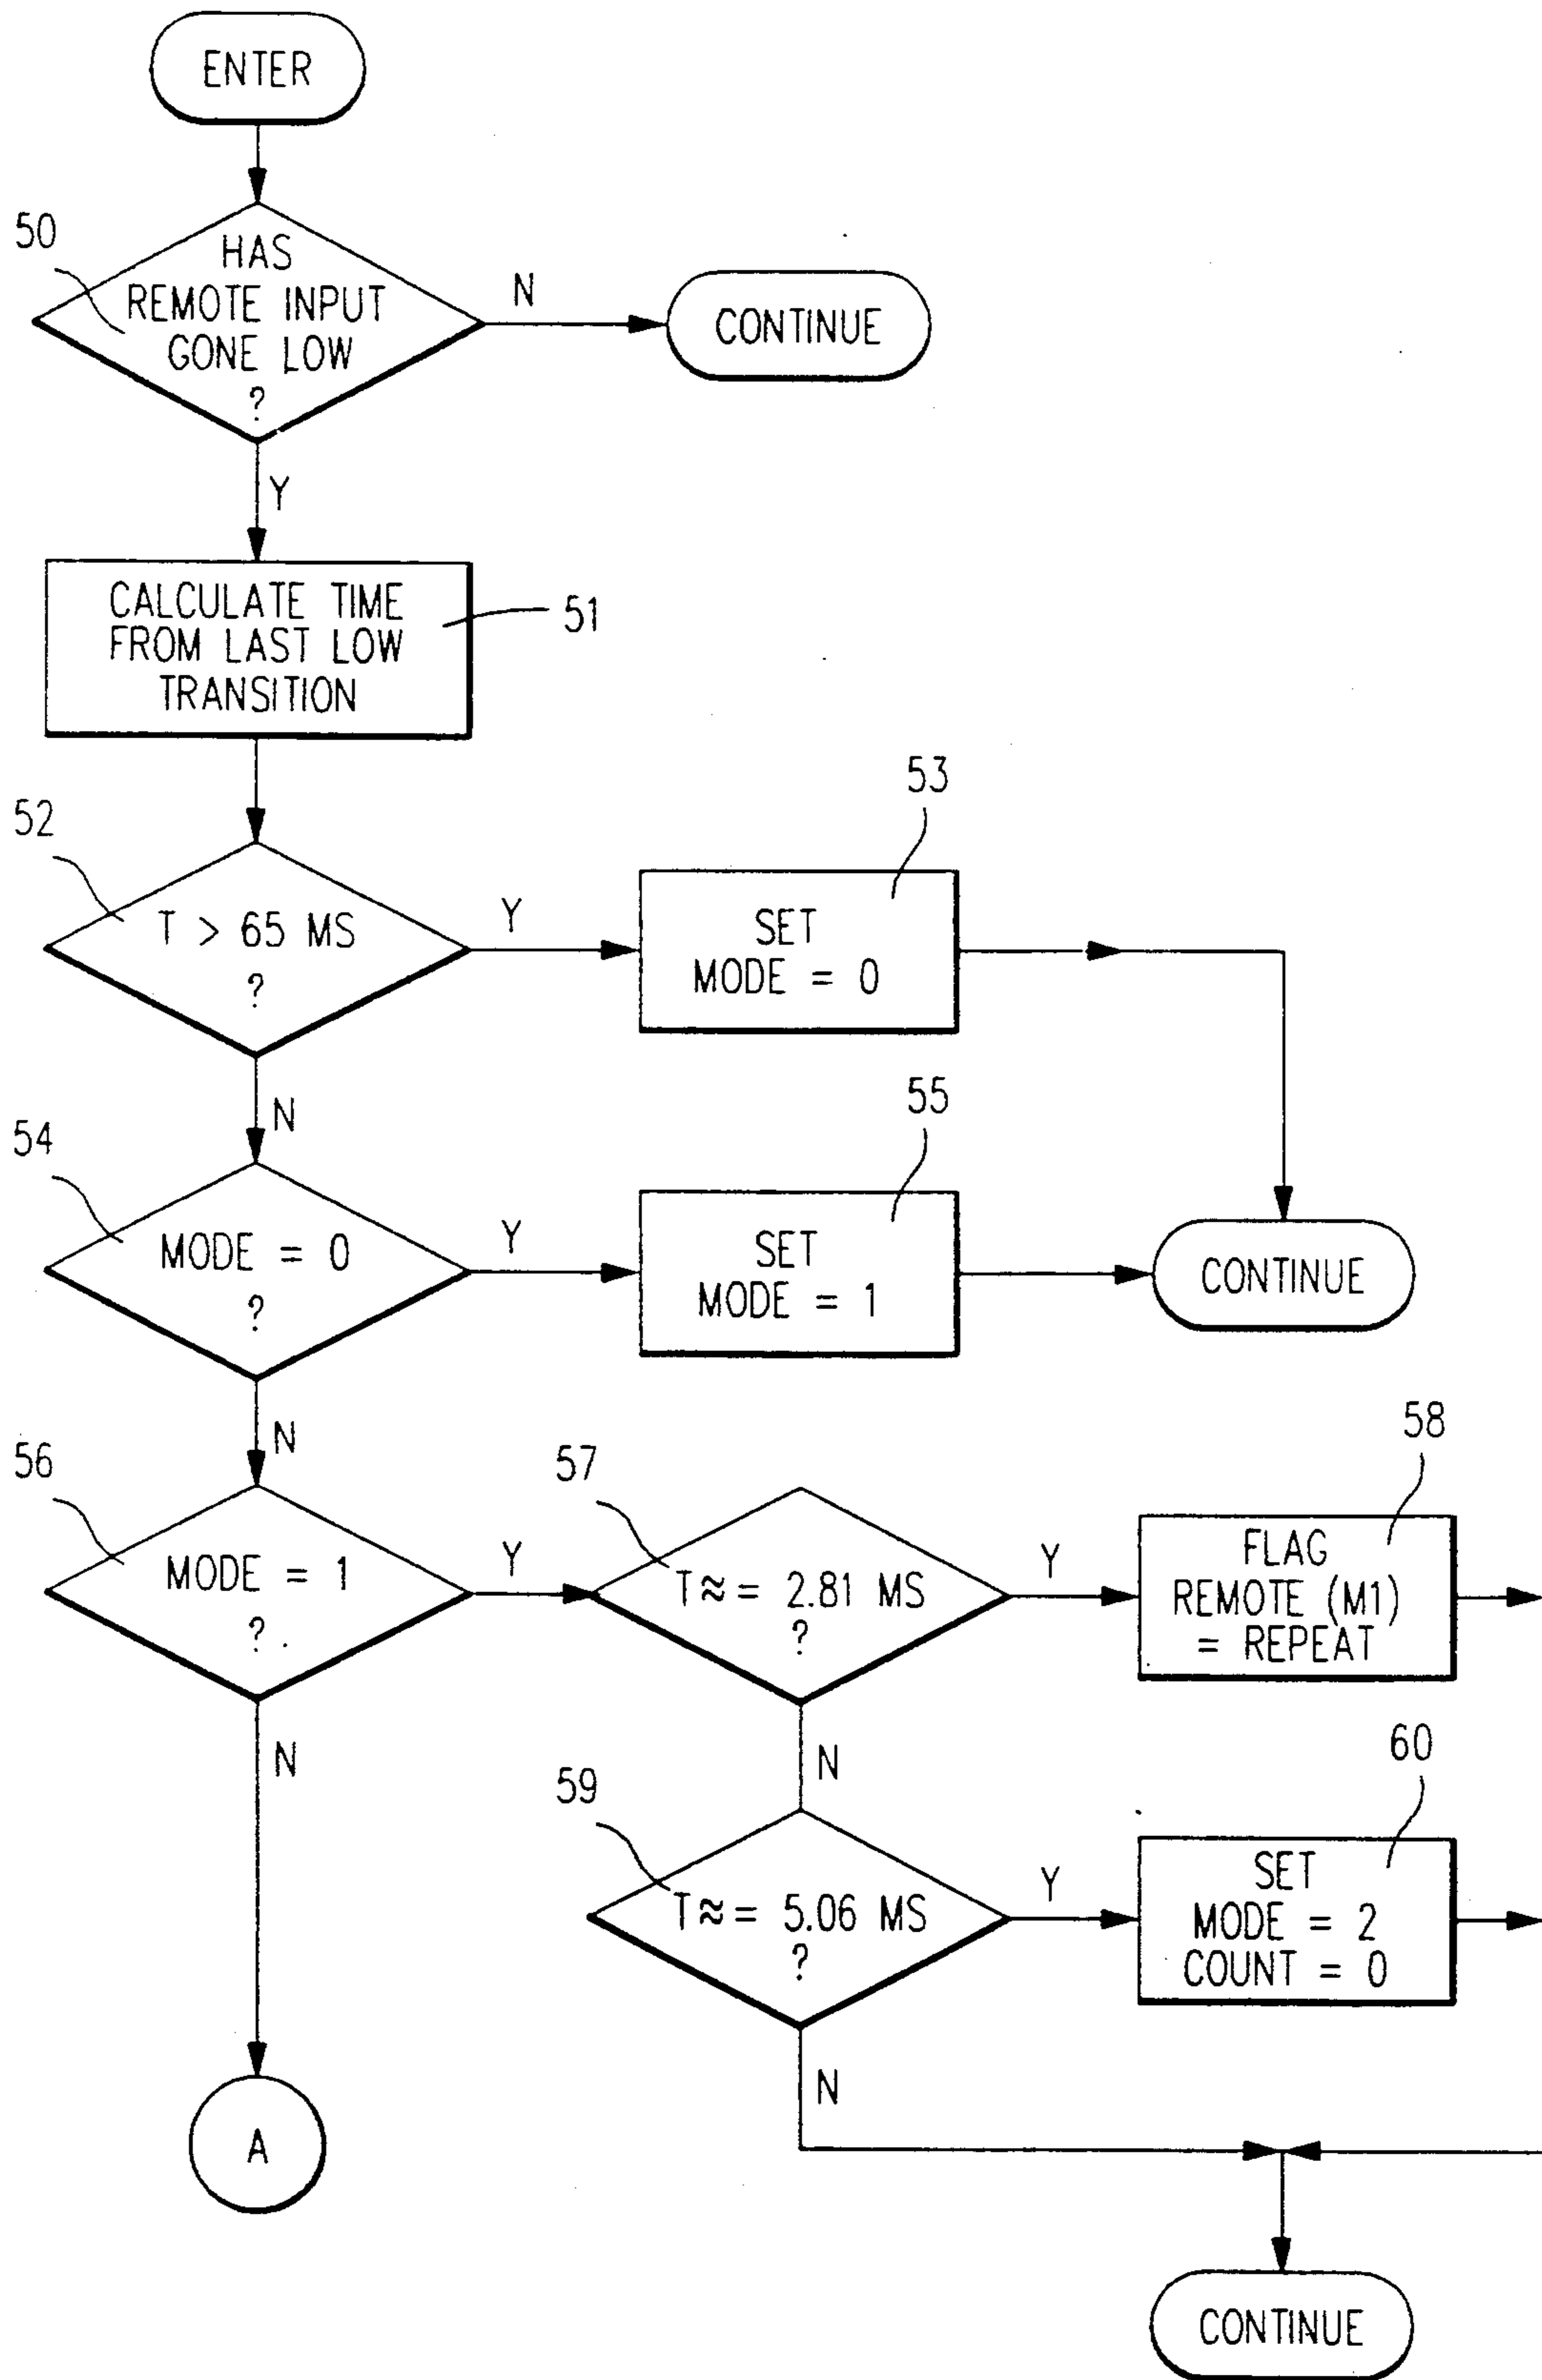 ENTER
50
HAS
REMOTE INPUT
GONE LOW
?
N
CONTINUE
Y
CALCULATE TIME
FROM LAST LOW
TRANSITION
51
52
T > 65 MS
?
Y
53
SET
MODE = 0
N
54
MODE = 0
?
Y
55
SET
MODE = 1
CONTINUE
N
56
MODE = 1
?
Y
57
T≈= 2.81 MS
?
Y
58
FLAG
REMOTE (M1)
= REPEAT
N
N
59
T≈= 5.06 MS
?
Y
60
SET
MODE = 2
COUNT = 0
N
A
CONTINUE